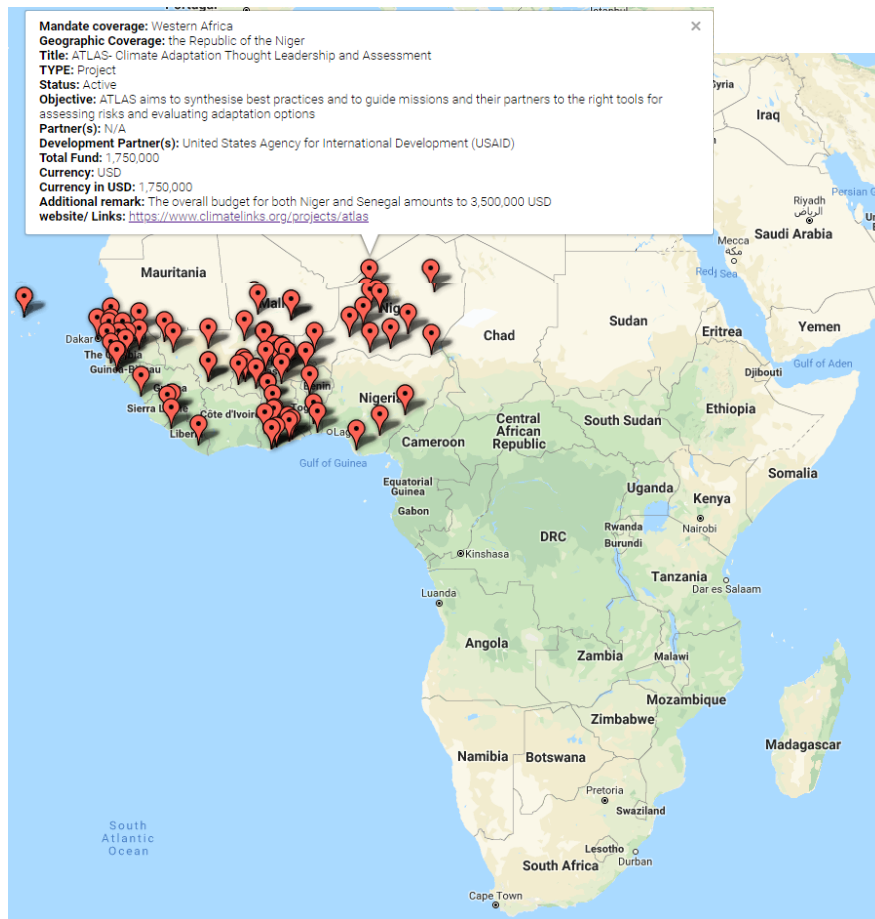 Mandate coverage: Western Africa
Geographic Coverage: the Republic of the Niger
Title: ATLAS- Climate Adaptation Thought Leadership and Assessment
TYPE: Project
Status: Active
Objective: ATLAS aims to synthesise best practices and to guide missions and their partners to the right tools for
assessing risks and evaluating adaptation options
Partner(s): N/A
Development Partner(s): United States Agency for International Development (USAID)
Total Fund: 1,750,000
Currency: USD
Currency in USD: 1,750,000
Additional remark: The overall budget for both Niger and Senegal amounts to 3,500,000 USD
website/ Links: https://www.climatelinks.org/projects/atlas
Iraq
Persian
Riyadh
الرياض
Saudi Arabia
Mecca
مكة
Red Sea
Mauritania
Chad
Sudan
Eritrea
Yemen
Gulf of Aden
Djibouti
Dakar
The
Nigeria
Ethiopia
Côte d'Ivoire
Central
African
Republic
South Sudan
Cameroon
Gulf of Guinea
Somalia
Equatorial
Guinea
Uganda
Kenya
Gabon
Nairobi
Rwanda
DRC
Burundi
Kinshasa
Tanzania
Dar es Salaam
Luanda
Angola
Zambia
Malawi
Mozambique
Zimbabwe
Madagascar
Namibia
Botswana
Pretoria
Swaziland
South
Atlantic
Ocean
Lesotho
Durban
South Africa
Cape Town